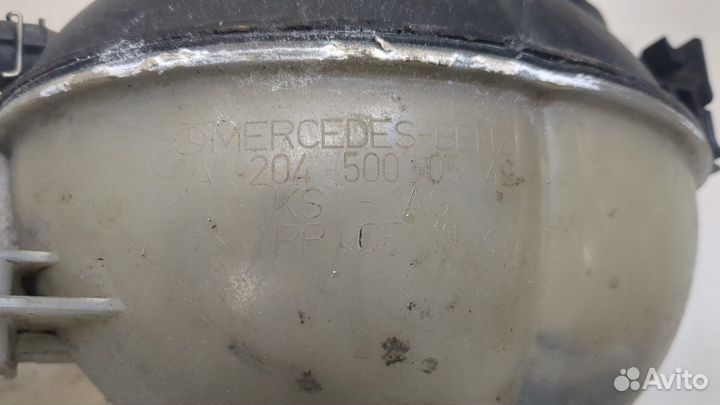 MERCEDES-BENZ
A 204 500 05 49
KS - AG
PP GF
Avito